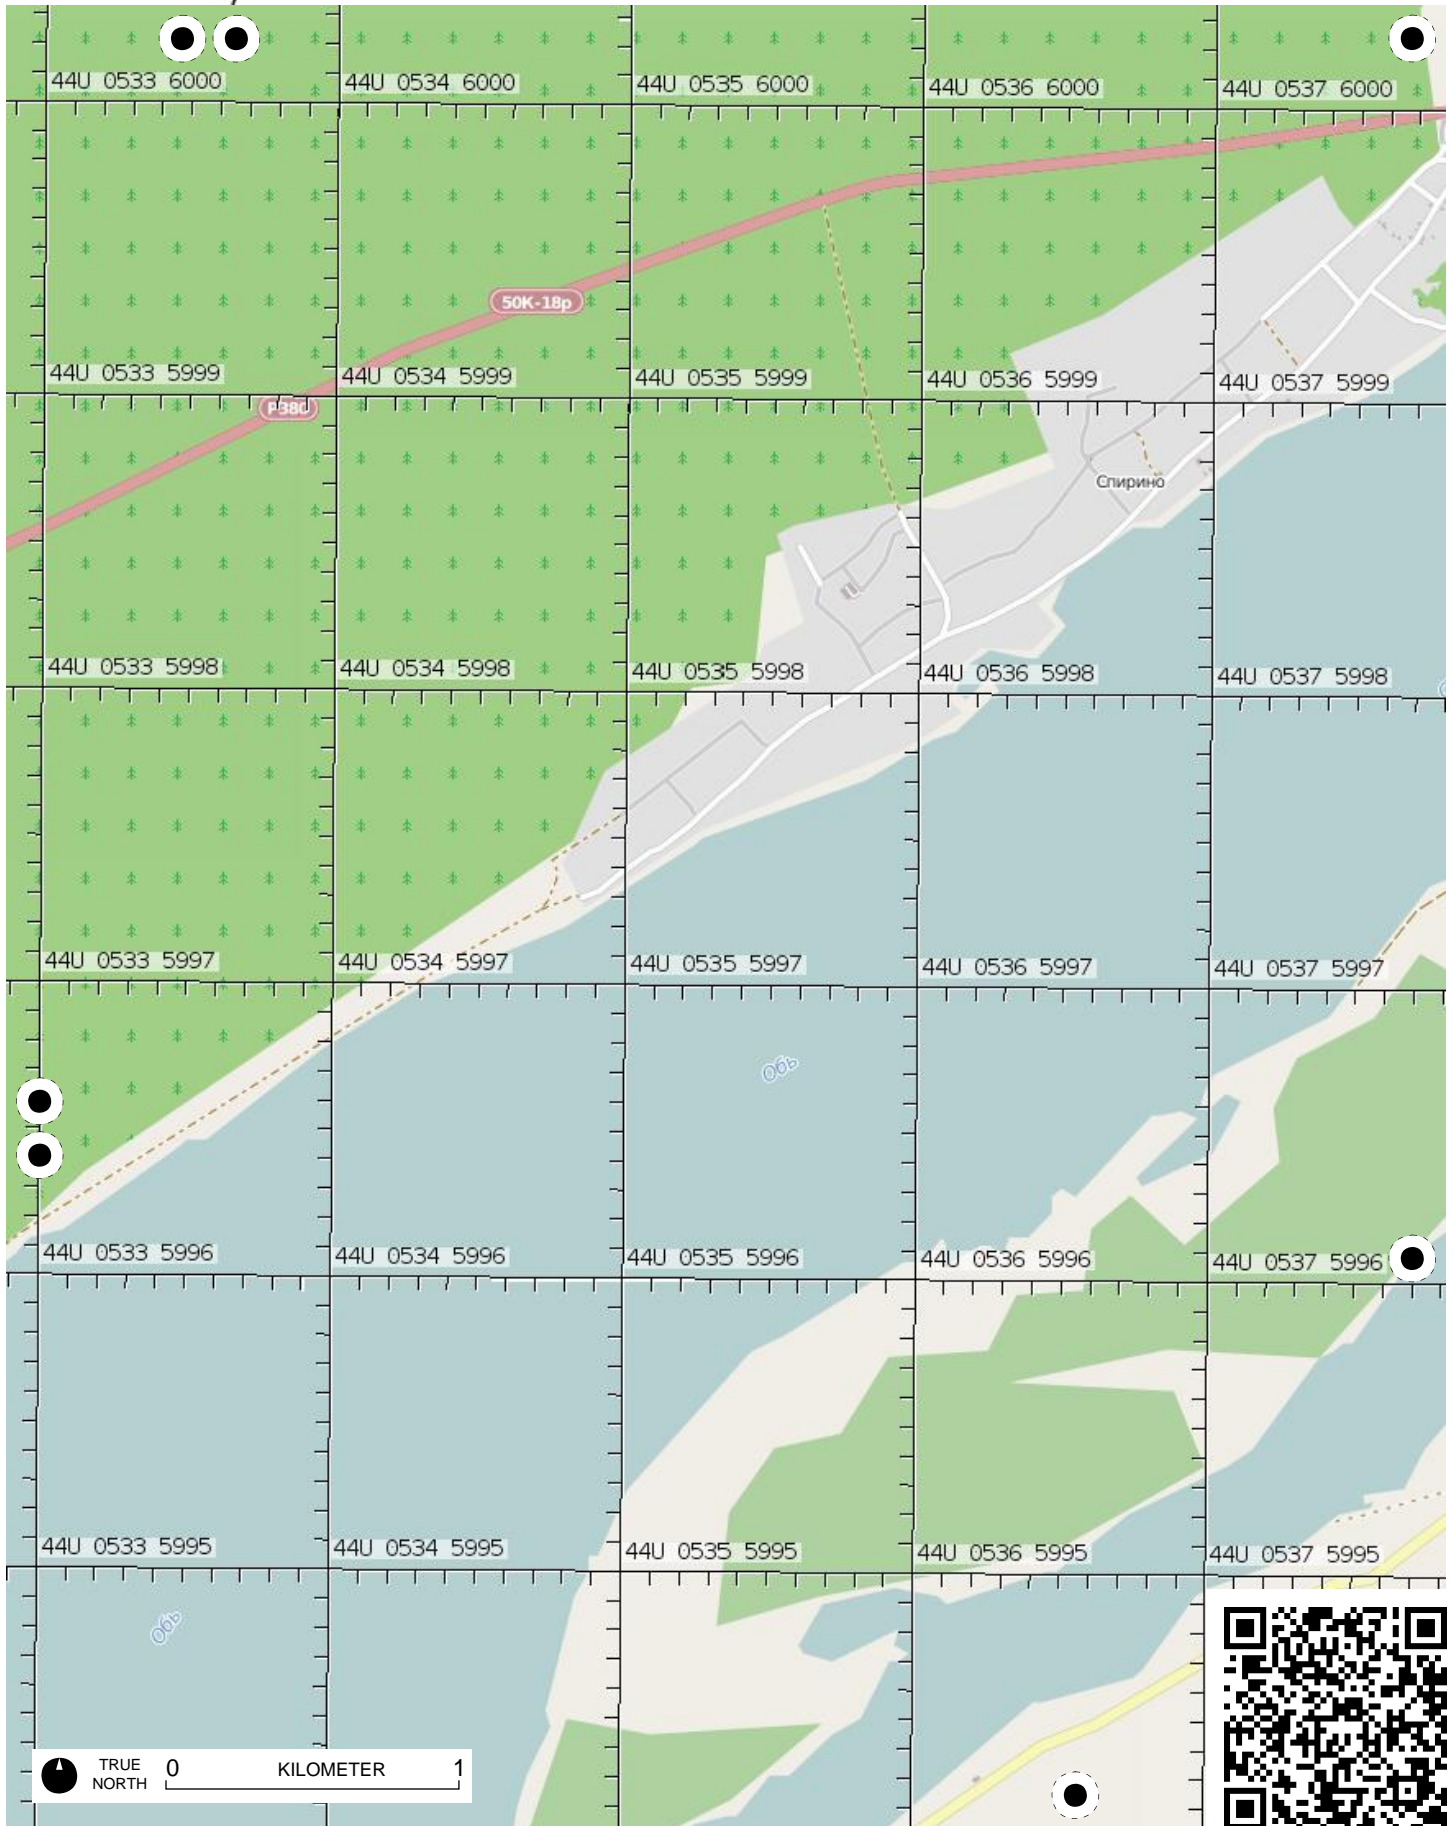 44U 0533 6000
44U 0534 6000
44U 0535 6000
44U 0536 6000
44U 0537 6000
50К-18р
44U 0533 5999
44U 0534 5999
44U 0535 5999
44U 0536 5999
44U 0537 5999
Спирино
44U 0533 5998
44U 0534 5998
44U 0535 5998
44U 0536 5998
44U 0537 5998
44U 0533 5997
44U 0534 5997
44U 0535 5997
44U 0536 5997
44U 0537 5997
Обь
44U 0533 5996
44U 0534 5996
44U 0535 5996
44U 0536 5996
44U 0537 5996
44U 0533 5995
44U 0534 5995
44U 0535 5995
44U 0536 5995
44U 0537 5995
Обь
TRUE NORTH
0 KILOMETER 1